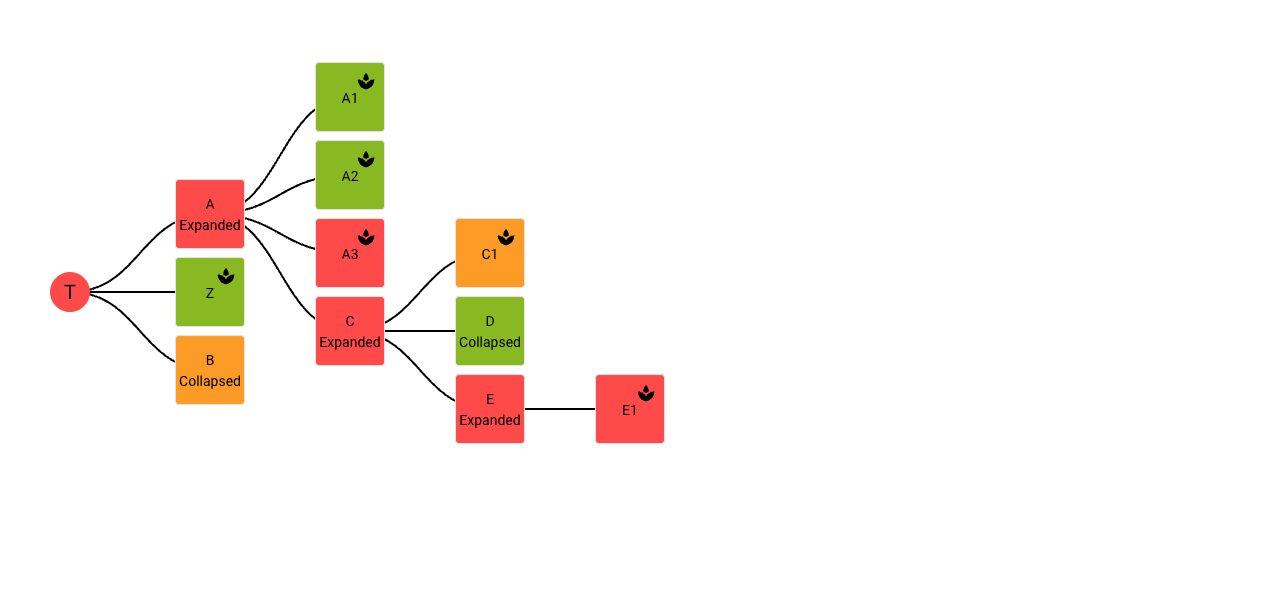 T
A
Expanded
Z
B
Collapsed
A1
A2
A3
C
Expanded
C1
D
Collapsed
E
Expanded
E1